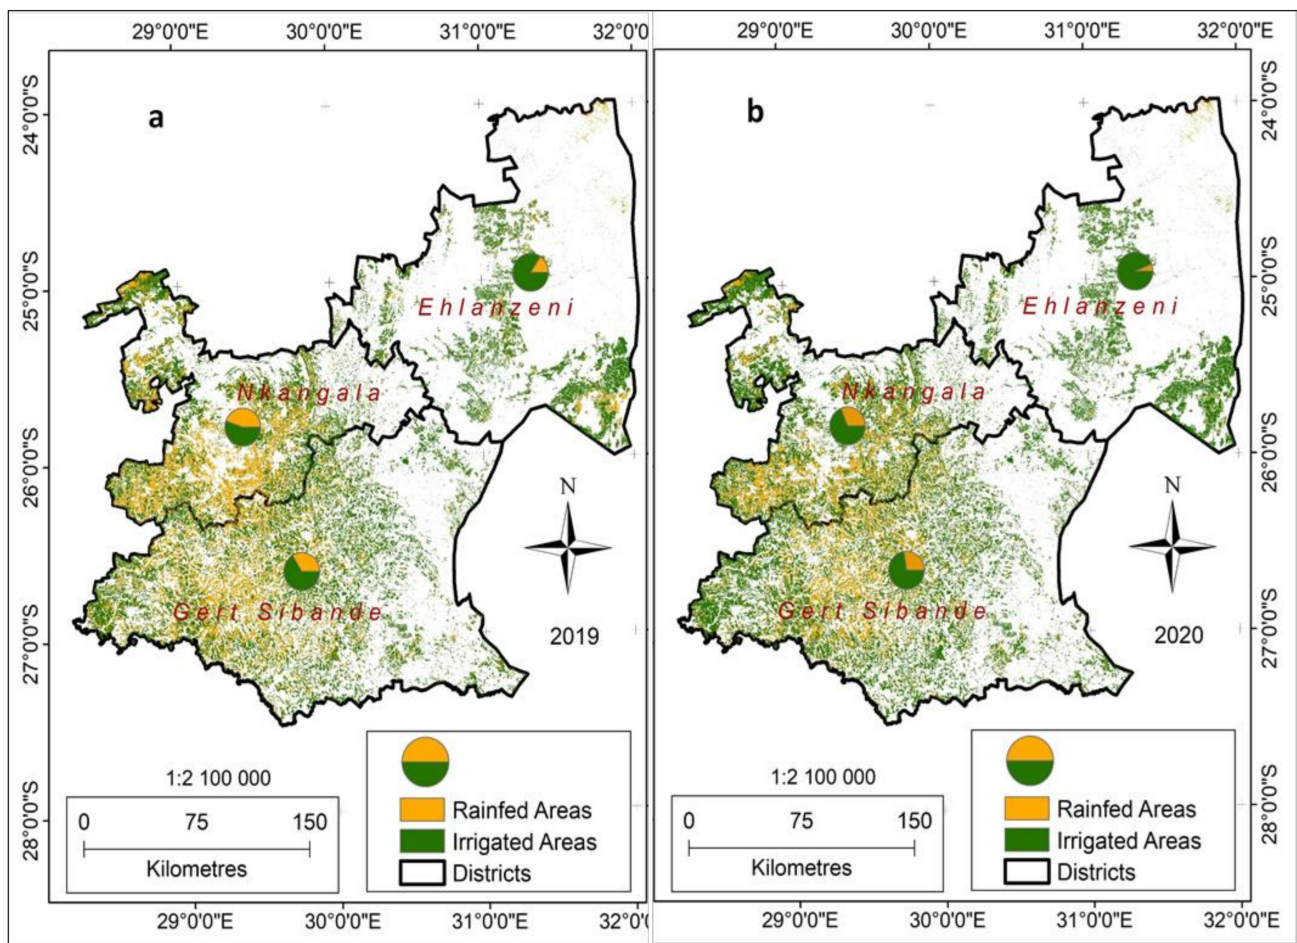 29°0'0"E 30°0'0"E 31°0'0"E 32°0'0"E
a
24°0'0"S
25°0'0"S
26°0'0"S
27°0'0"S
28°0'0"S
Ehlanzeni
Nkangala
Gert Sibande
N
2019
1:2 100 000
0 75 150
Kilometres
Rainfed Areas
Irrigated Areas
Districts
29°0'0"E 30°0'0"E 31°0'0"E 32°0'0"E
29°0'0"E 30°0'0"E 31°0'0"E 32°0'0"E
b
24°0'0"S
25°0'0"S
26°0'0"S
27°0'0"S
28°0'0"S
Ehlanzeni
Nkangala
Gert Sibande
N
2020
1:2 100 000
0 75 150
Kilometres
Rainfed Areas
Irrigated Areas
Districts
29°0'0"E 30°0'0"E 31°0'0"E 32°0'0"E